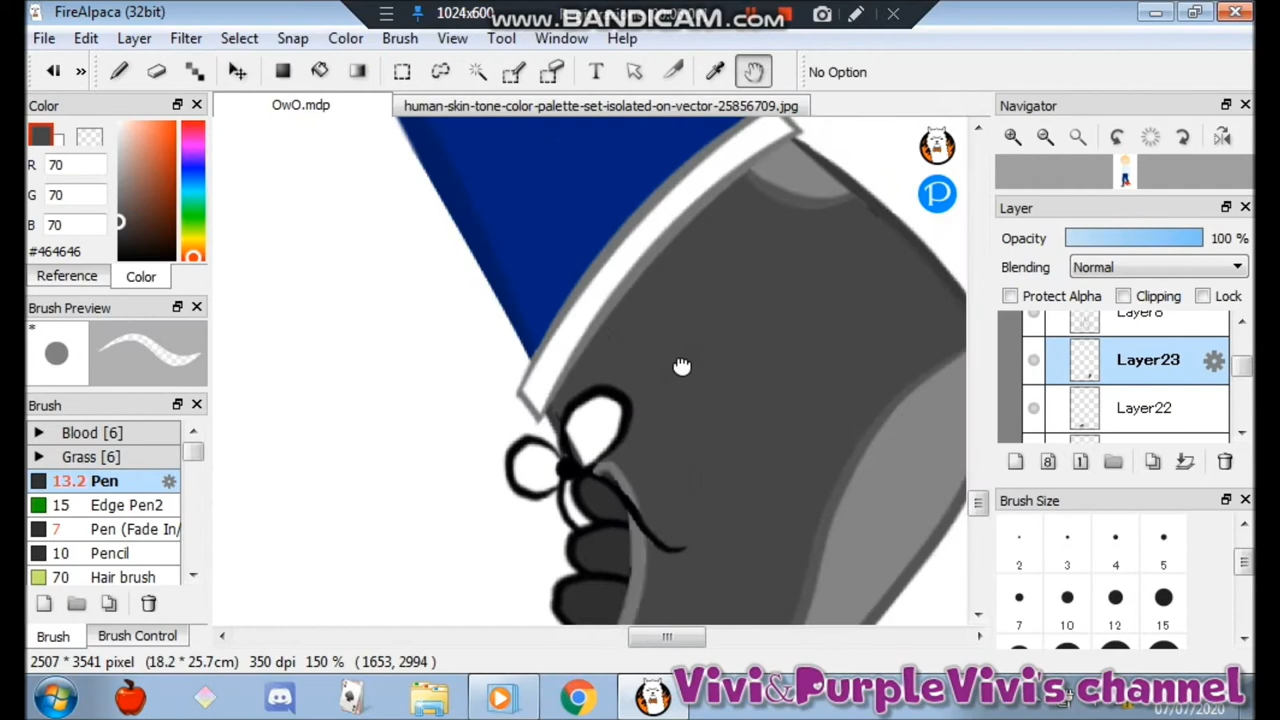 FireAlpaca (32bit)
1024x600
WWW.BANDICAM.COM
File Edit Layer Filter Select Snap Color Brush View Tool Window Help
No Option
Color
OwO.mdp
human-skin-tone-color-palette-set-isolated-on-vector-25856709.jpg
Navigator
R 70
G 70
B 70
#464646
Reference Color
Layer
Opacity 100 %
Blending Normal
Protect Alpha Clipping Lock
Layer8
Layer23
Layer22
Brush Preview
*
P
Brush
Blood [6]
Grass [6]
13.2 Pen
15 Edge Pen2
7 Pen (Fade In/
10 Pencil
70 Hair brush
8 1
Brush Size
2 3 4 5
7 10 12 15
Brush Brush Control
2507 * 3541 pixel (18.2 * 25.7cm) 350 dpi 150 % ( 1653, 2994 )
Vivi&PurpleVivi's channel
07/07/2020